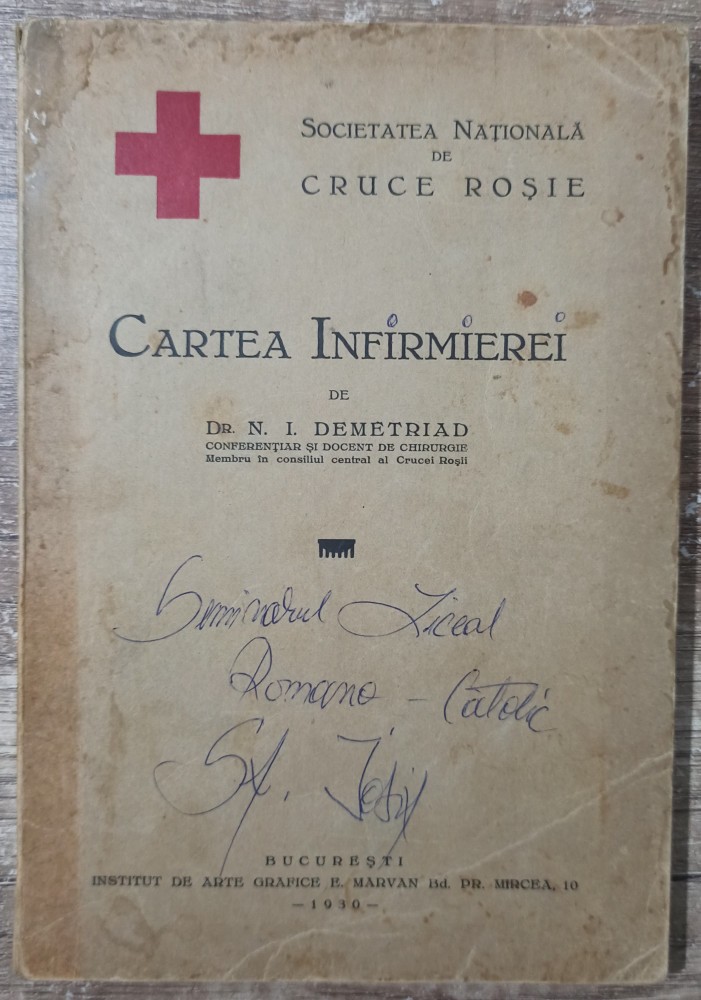 SOCIETATEA NAȚIONALĂ
DE
CRUCE ROȘIE
CARTEA INFIRMIEREI
DE
DR. N. I. DEMETRIAD
CONFERENȚIAR ȘI DOCENT DE CHIRURGIE
Membru în consiliul central al Crucei Roșii
Seminarul Liceal
Romano - Catolic
Sf. Iosif
BUCUREȘTI
INSTITUT DE ARTE GRAFICE E. MARVAN Bd. PR. MIRCEA, 10
—1930—